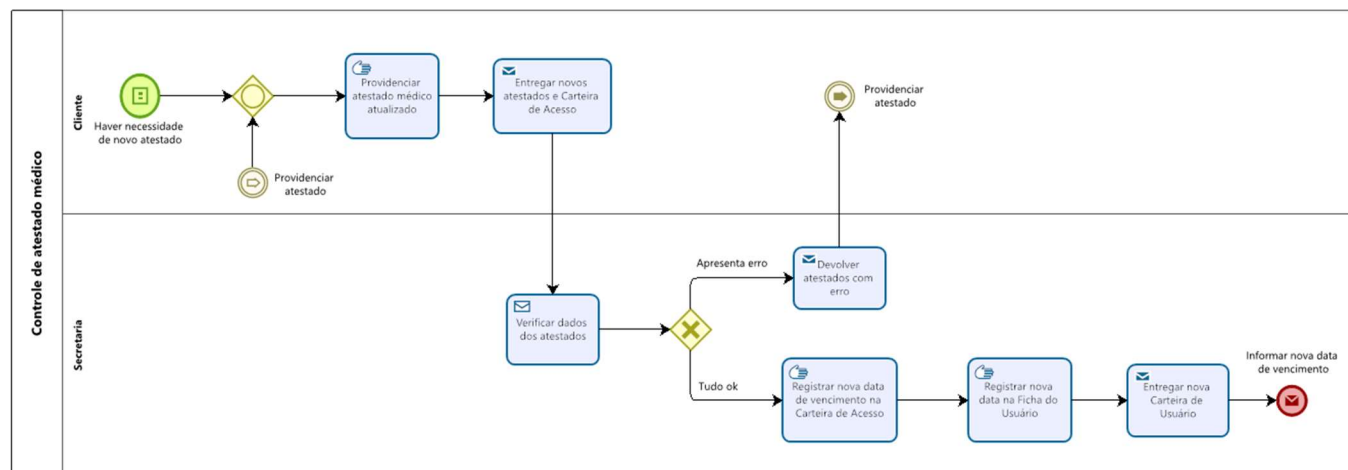 Controle de atestado médico
Cliente
Haver necessidade
de novo atestado
Providenciar
atestado
Providenciar
atestado médico
atualizado
Entregar novos
atestados e Carteira
de Acesso
Providenciar
atestado
Secretaria
Verificar dados
dos atestados
Apresenta erro
Devolver
atestados com
erro
Tudo ok
Registrar nova data
de vencimento na
Carteira de Acesso
Registrar nova
data na Ficha do
Usuário
Entregar nova
Carteira de
Usuário
Informar nova data
de vencimento